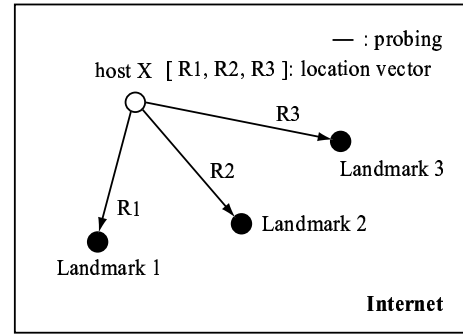 — : probing
host X [ R1, R2, R3 ]: location vector
R3
Landmark 3
R2
R1
Landmark 2
Landmark 1
Internet